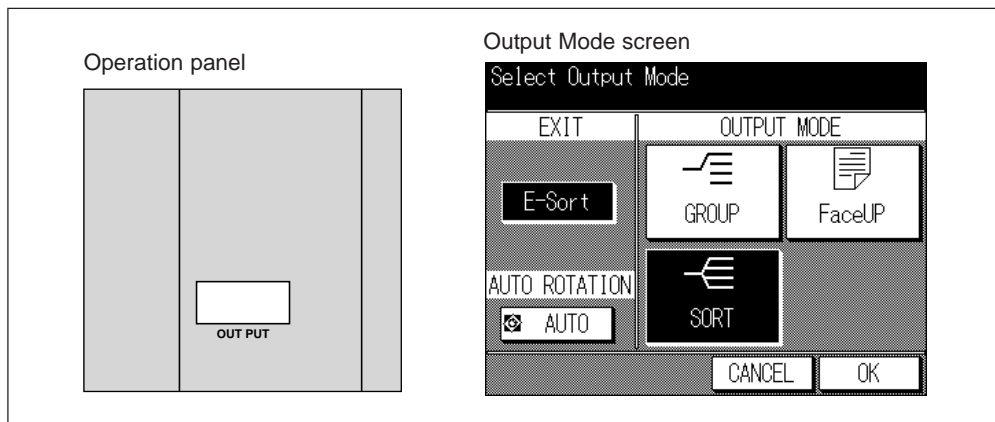 Operation panel
OUT PUT
Output Mode screen
Select Output Mode
EXIT
OUTPUT MODE
E-Sort
GROUP
FaceUP
AUTO ROTATION
AUTO
SORT
CANCEL
OK